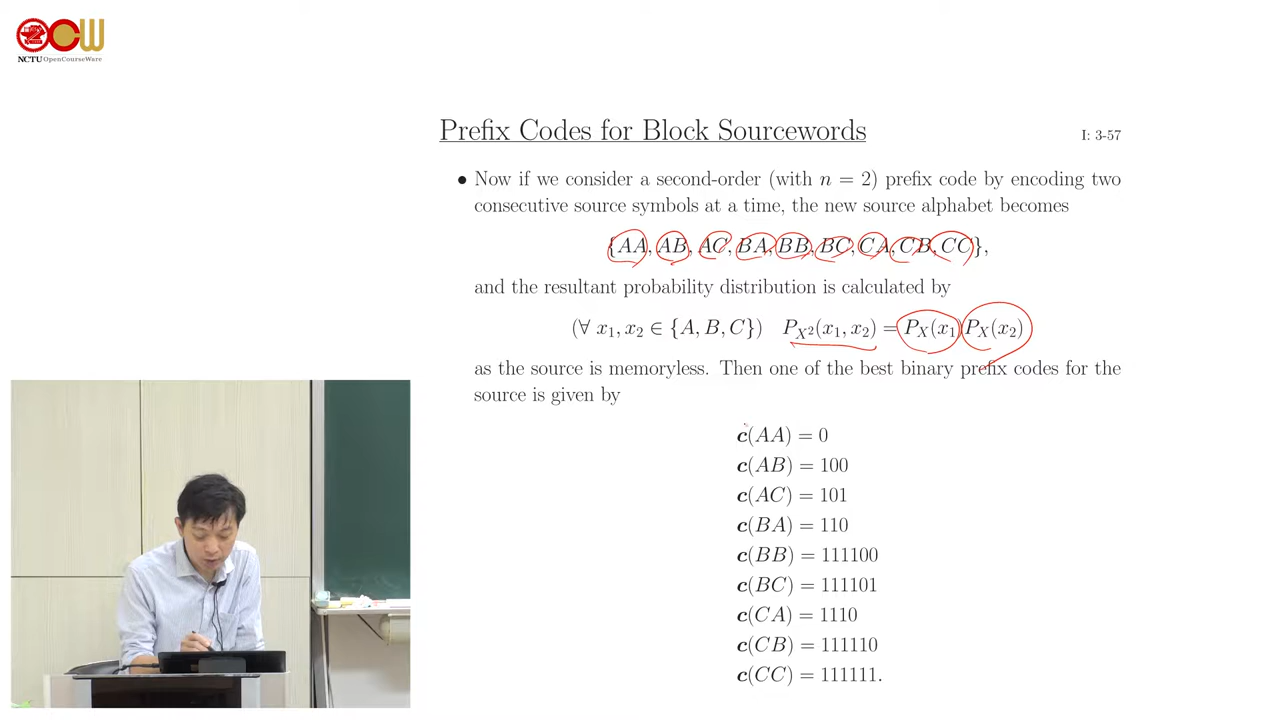 NCTU OpenCourseWare
Prefix Codes for Block Sourcewords
I: 3-57
• Now if we consider a second-order (with n = 2) prefix code by encoding two
consecutive source symbols at a time, the new source alphabet becomes
{AA, AB, AC, BA, BB, BC, CA, CB, CC},
and the resultant probability distribution is calculated by
(∀ x₁, x₂ ∈ {A, B, C}) P_{X²}(x₁, x₂) = P_X(x₁) P_X(x₂)
as the source is memoryless. Then one of the best binary prefix codes for the
source is given by
c(AA) = 0
c(AB) = 100
c(AC) = 101
c(BA) = 110
c(BB) = 111100
c(BC) = 111101
c(CA) = 1110
c(CB) = 111110
c(CC) = 111111.